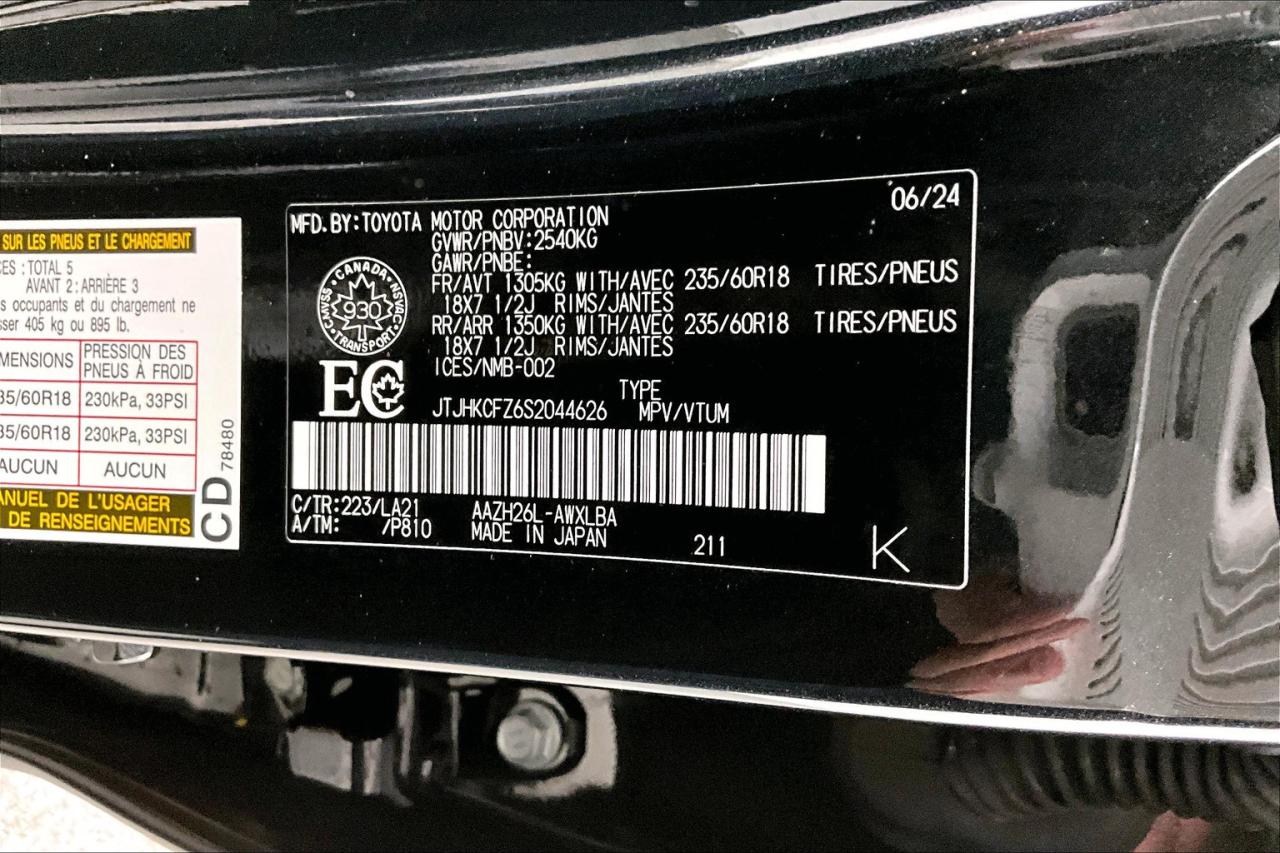 SUR LES PNEUS ET LE CHARGEMENT
CES : TOTAL 5
AVANT 2 : ARRIÈRE 3
occupants et du chargement ne
405 kg ou 895 lb.
PRESSION DES
PNEUS À FROID
35/60R18 230kPa, 33PSI
35/60R18 230kPa, 33PSI
AUCUN AUCUN
DE L'USAGER
DE RENSEIGNEMENTS
CD 78480
06/24
MFD. BY: TOYOTA MOTOR CORPORATION
GVWR/PNBV: 2540KG
GAWR/PNBE:
FR/AVT 1305KG WITH/AVEC 235/60R18 TIRES/PNEUS
18X7 1/2J RIMS/JANTES
RR/ARR 1350KG WITH/AVEC 235/60R18 TIRES/PNEUS
18X7 1/2J RIMS/JANTES
ICES/NMB-002
CANADA
CMVSS
NSVAC
930
TRANSPORT
EC
TYPE
JTJHKCFZ6S2044626 MPV/VTUM
C/TR: 223/LA21 AAZH26L-AWXLBA
A/TM: /P810 MADE IN JAPAN
211
K